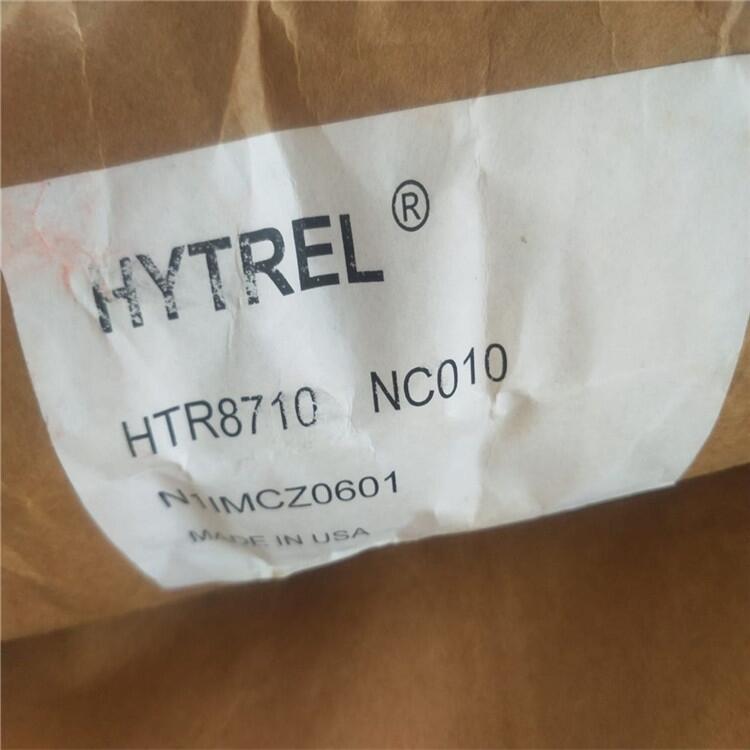 HYTREL ®
HTR8710 NC010
N1IMCZ0601
MADE IN USA